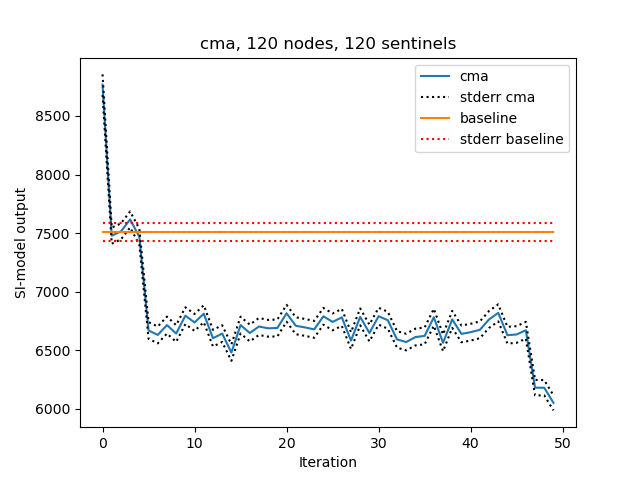 cma, 120 nodes, 120 sentinels
cma
stderr cma
baseline
stderr baseline
SI-model output
8500
8000
7500
7000
6500
6000
0 10 20 30 40 50
Iteration